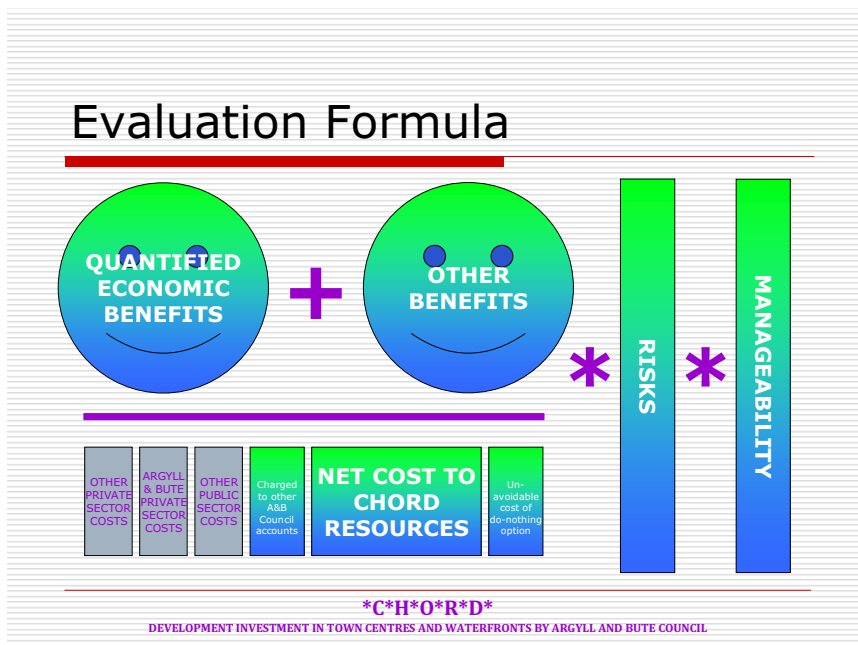 Evaluation Formula
QUANTIFIED
ECONOMIC
BENEFITS
+
OTHER
BENEFITS
*
RISKS
*
MANAGEABILITY
OTHER
PRIVATE
SECTOR
COSTS
ARGYLL
& BUTE
PRIVATE
SECTOR
COSTS
OTHER
PUBLIC
SECTOR
COSTS
Charged
to other
A&B
Council
accounts
NET COST TO
CHORD
RESOURCES
Un-
avoidable
cost of
do-nothing
option
*C*H*O*R*D*
DEVELOPMENT INVESTMENT IN TOWN CENTRES AND WATERFRONTS BY ARGYLL AND BUTE COUNCIL